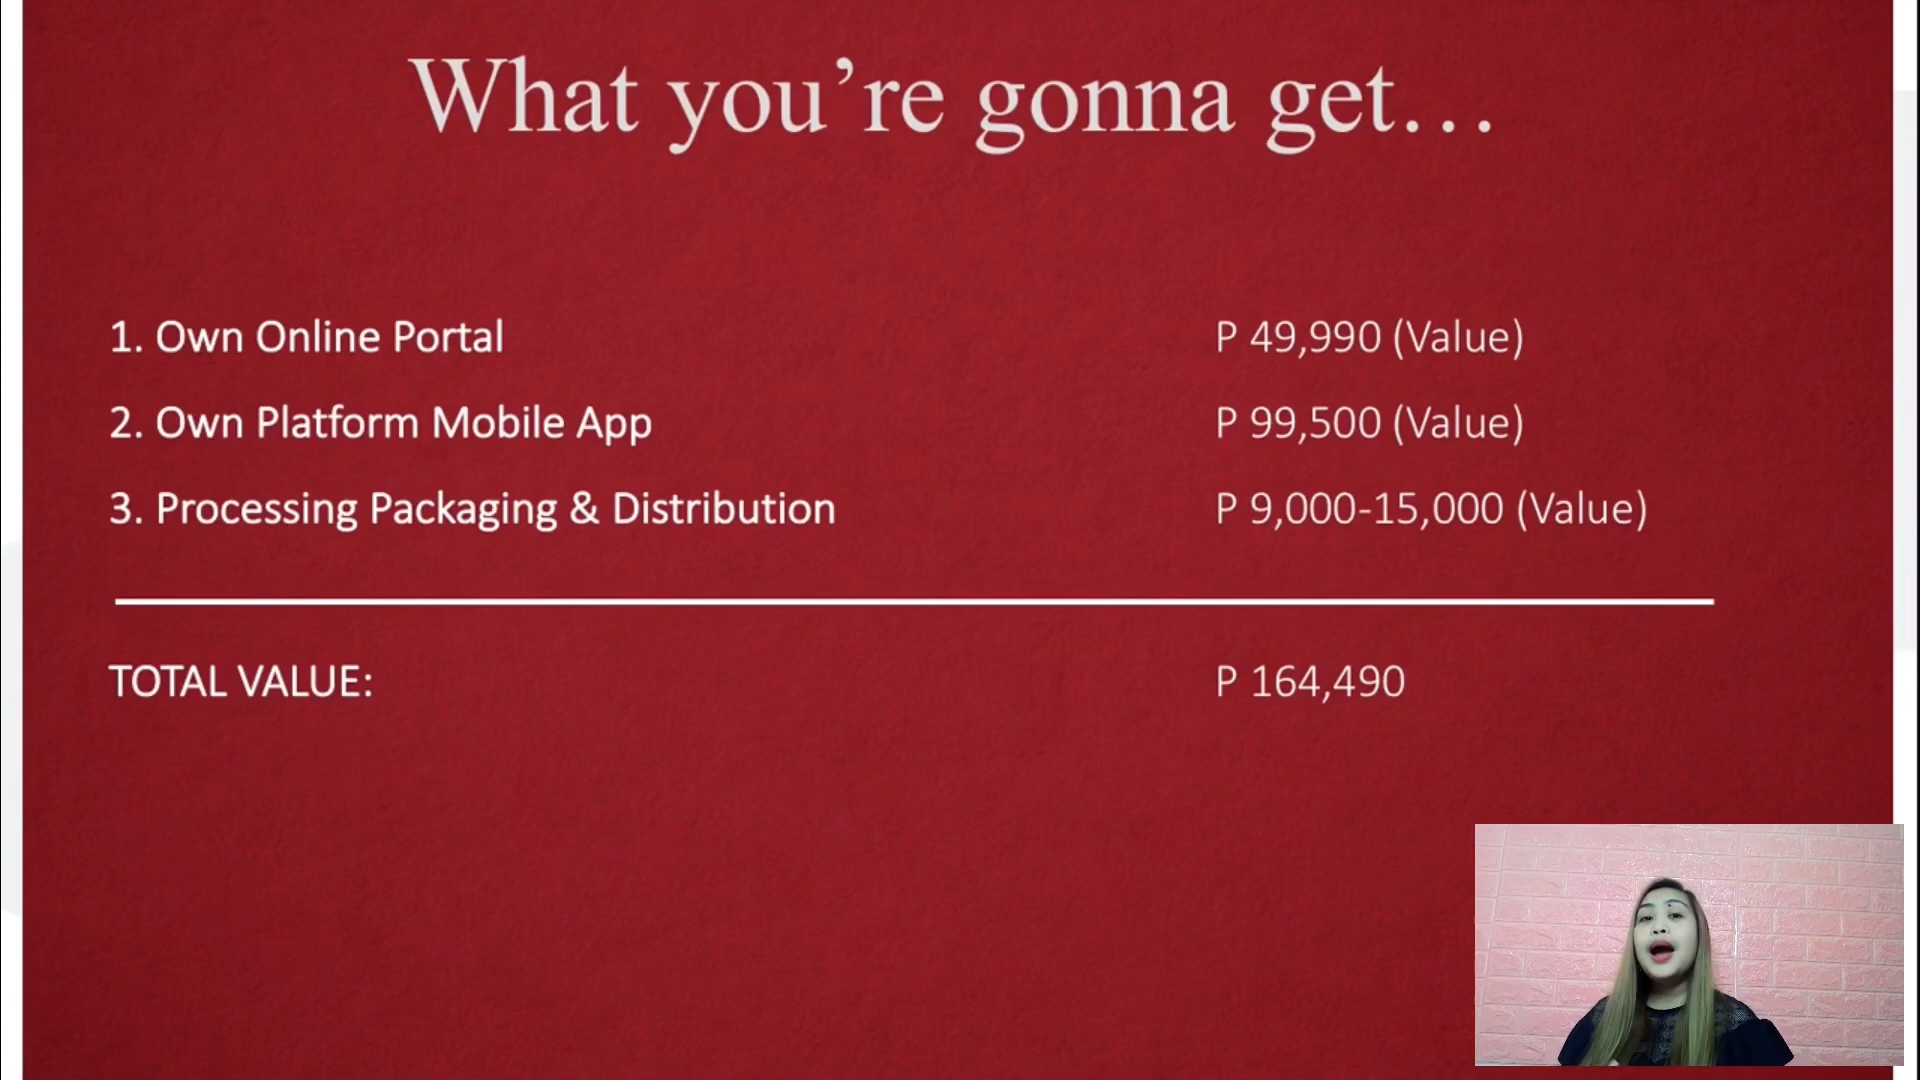 What you’re gonna get…
1. Own Online Portal P 49,990 (Value)
2. Own Platform Mobile App P 99,500 (Value)
3. Processing Packaging & Distribution P 9,000-15,000 (Value)
TOTAL VALUE: P 164,490